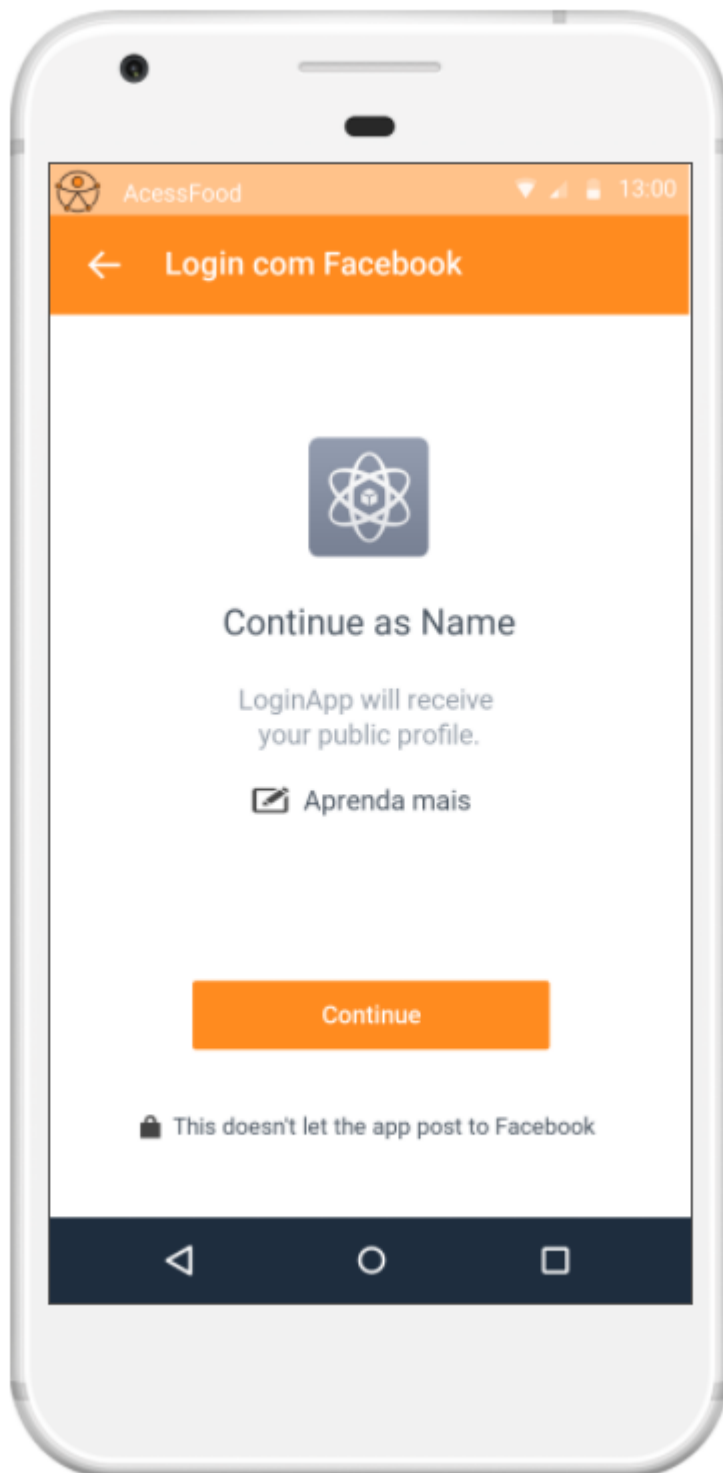 AcessFood 13:00
Login com Facebook
Continue as Name
LoginApp will receive
your public profile.
Aprenda mais
Continue
This doesn't let the app post to Facebook